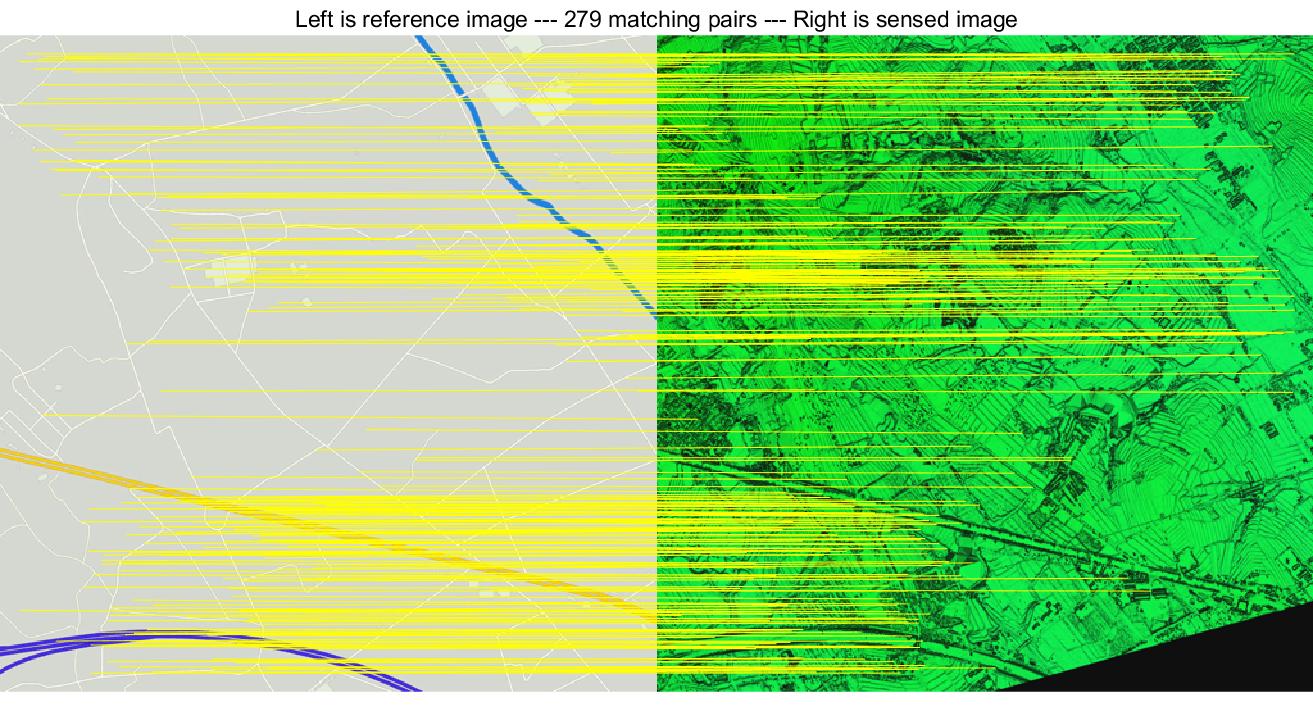 Left is reference image --- 279 matching pairs --- Right is sensed image